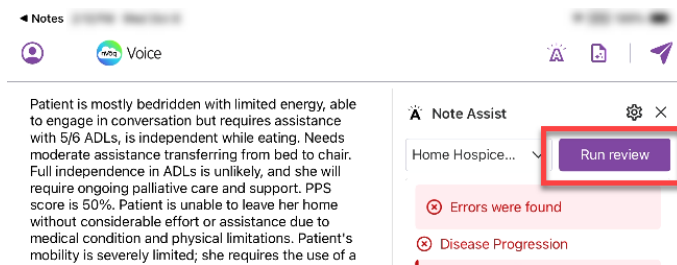 Notes
nVoq
Voice
Patient is mostly bedridden with limited energy, able
to engage in conversation but requires assistance
with 5/6 ADLs, is independent while eating. Needs
moderate assistance transferring from bed to chair.
Full independence in ADLs is unlikely, and she will
require ongoing palliative care and support. PPS
score is 50%. Patient is unable to leave her home
without considerable effort or assistance due to
medical condition and physical limitations. Patient's
mobility is severely limited; she requires the use of a
Note Assist
Home Hospice...
Run review
Errors were found
Disease Progression